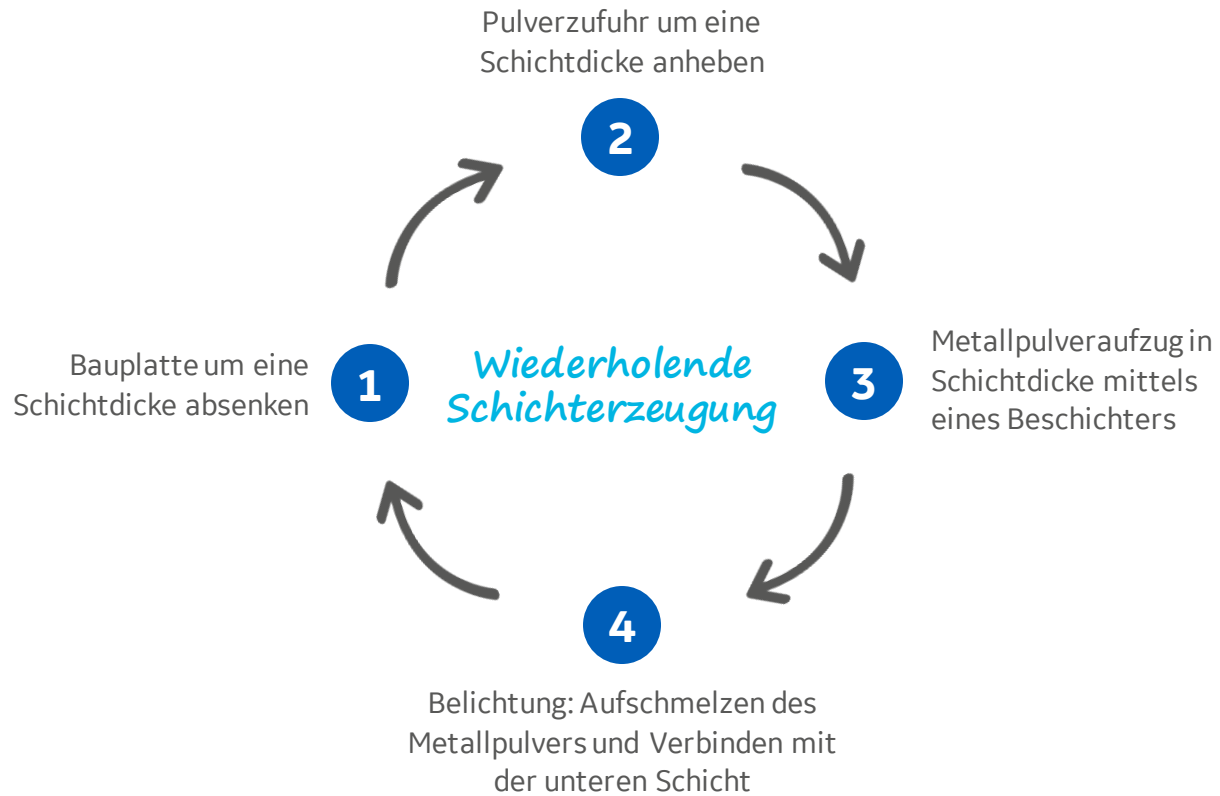 Pulverzufuhr um eine
Schichtdicke anheben
2
Bauplatte um eine
Schichtdicke absenken
1
Wiederholende
Schichterzeugung
3
Metallpulveraufzug in
Schichtdicke mittels
eines Beschichters
4
Belichtung: Aufschmelzen des
Metallpulvers und Verbinden mit
der unteren Schicht